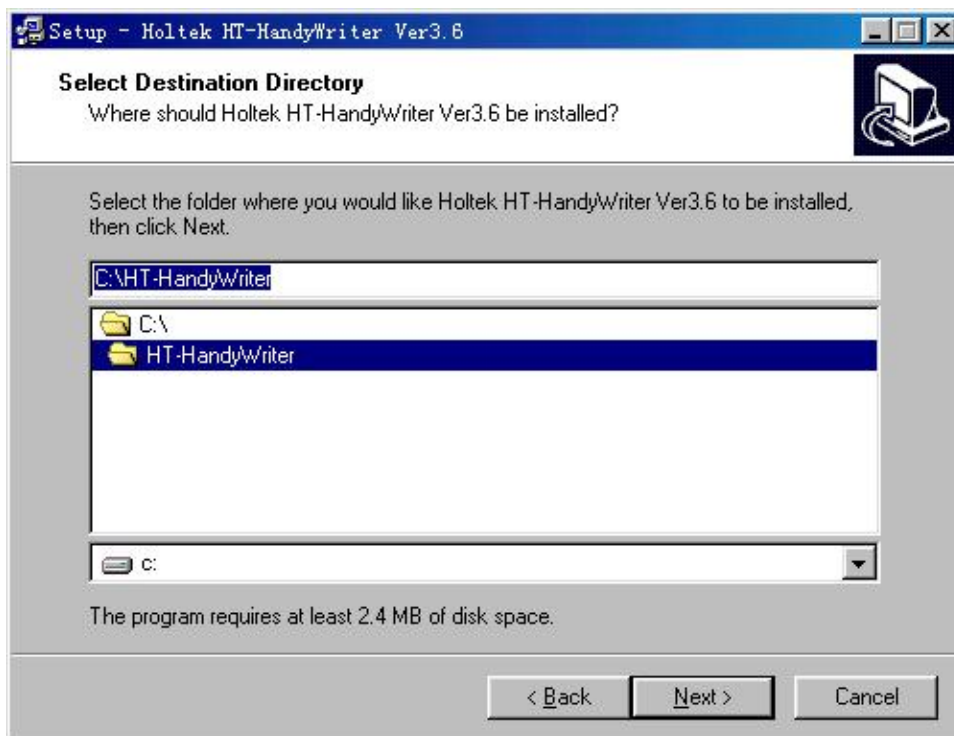 Setup - Holtek HT-HandyWriter Ver3.6
Select Destination Directory
Where should Holtek HT-HandyWriter Ver3.6 be installed?
Select the folder where you would like Holtek HT-HandyWriter Ver3.6 to be installed,
then click Next.
C:\HT-HandyWriter
C:\
HT-HandyWriter
c:
The program requires at least 2.4 MB of disk space.
< Back
Next >
Cancel